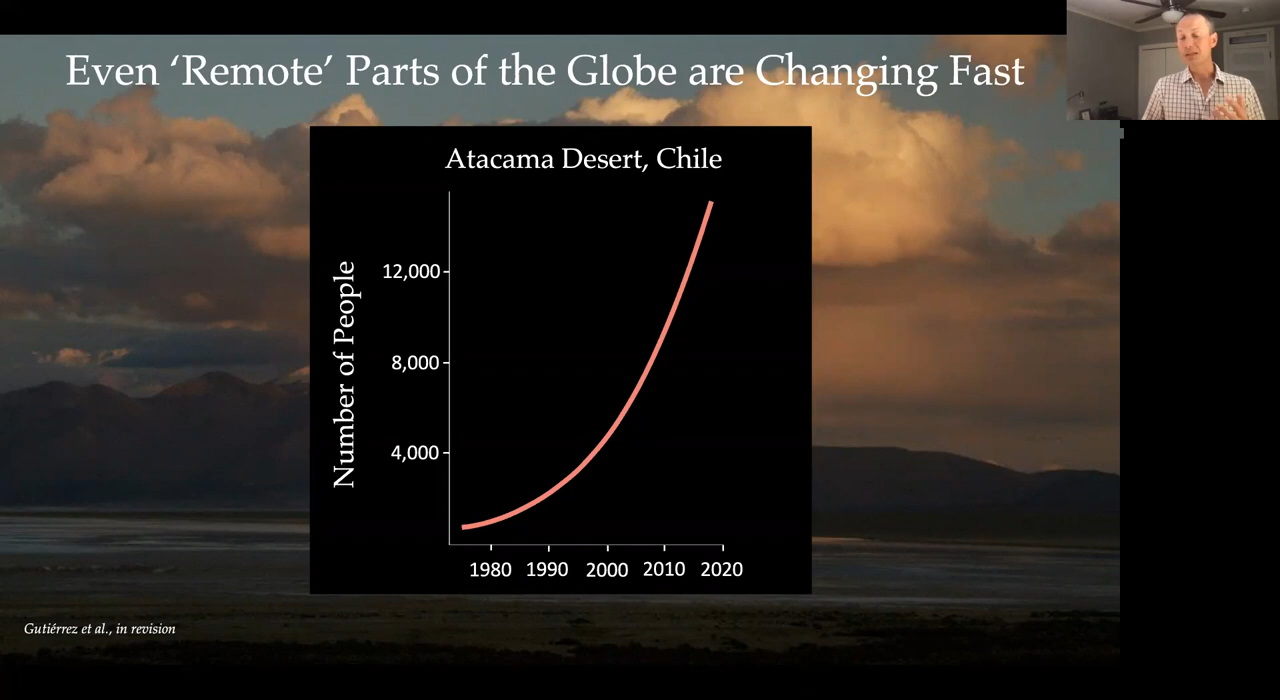 Even ‘Remote’ Parts of the Globe are Changing Fast
Atacama Desert, Chile
Number of People
12,000
8,000
4,000
1980 1990 2000 2010 2020
Gutiérrez et al., in revision